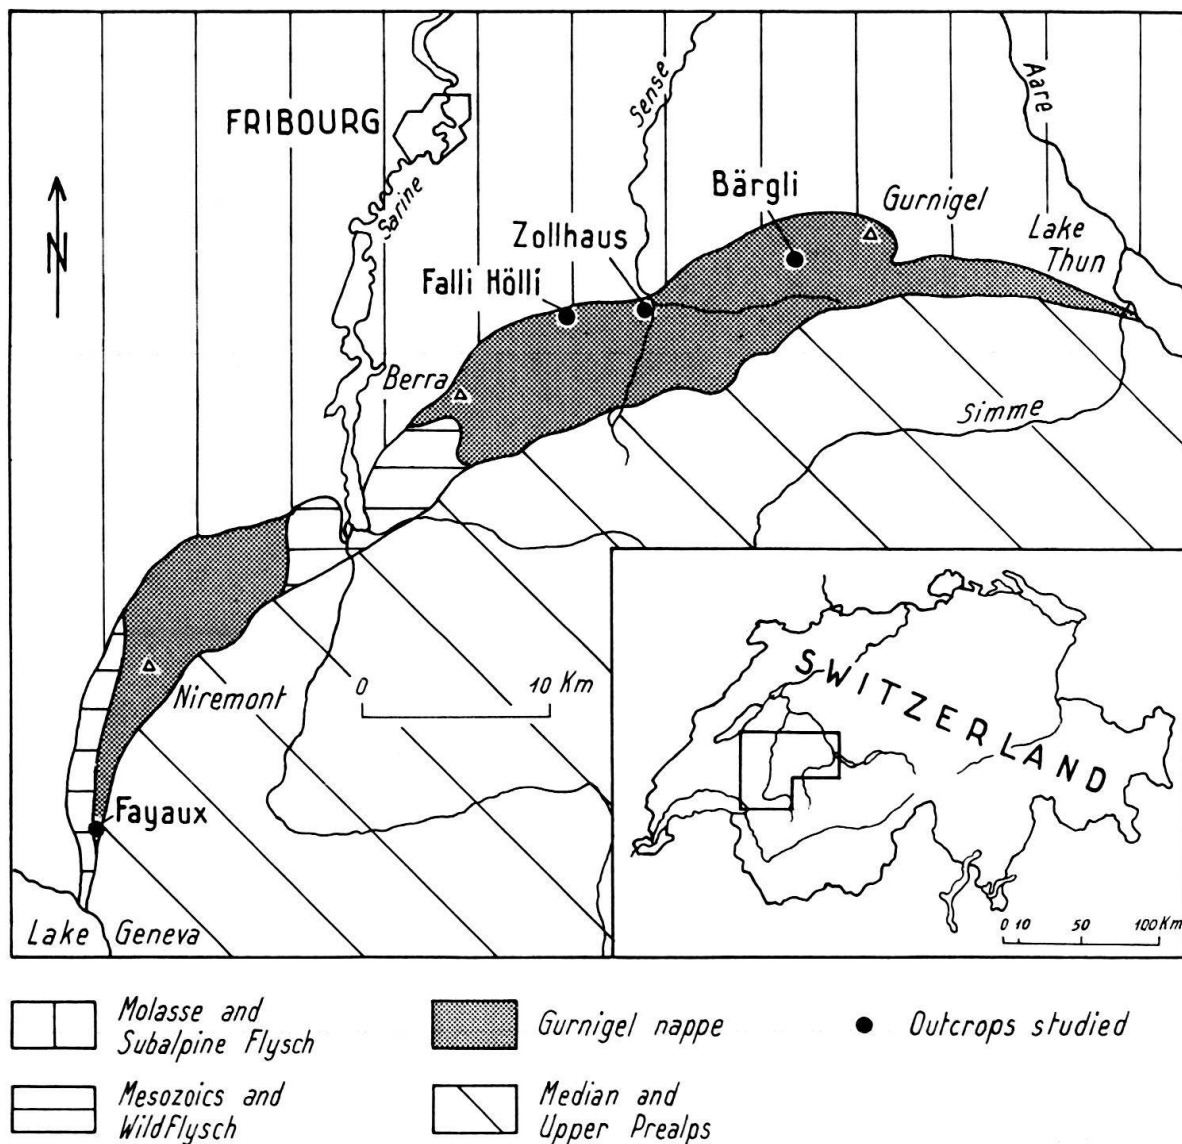 FRIBOURG
Sarine
Sense
Aare
Bärgli
Gurnigel
Zollhaus
Lake
Thun
Falli Hölli
Berra
Simme
N
0 10 Km
Niremont
Fayaux
Lake Geneva
SWITZERLAND
0 10 50 100 Km
Molasse and
Subalpine Flysch
Gurnigel nappe
Outcrops studied
Mesozoics and
WildFlysch
Median and
Upper Prealps